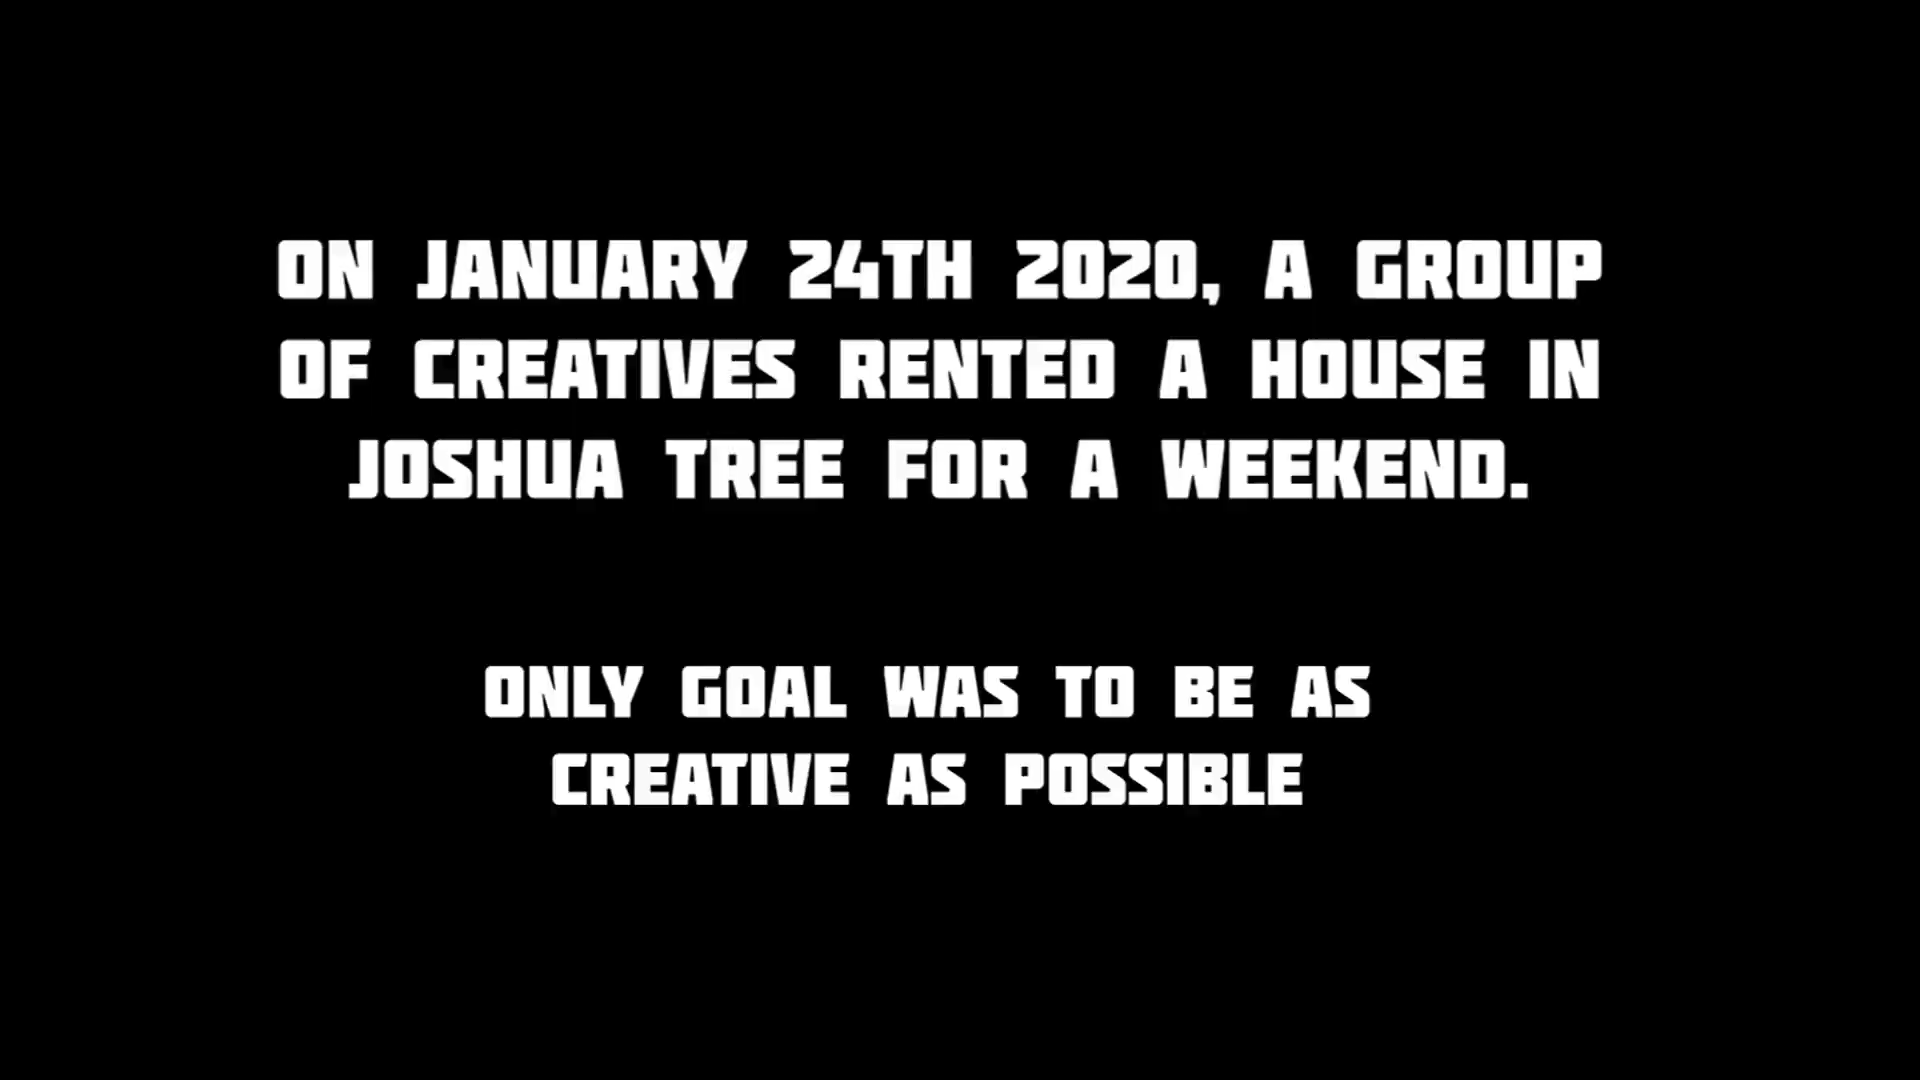 ON JANUARY 24TH 2020, A GROUP
OF CREATIVES RENTED A HOUSE IN
JOSHUA TREE FOR A WEEKEND.
ONLY GOAL WAS TO BE AS
CREATIVE AS POSSIBLE